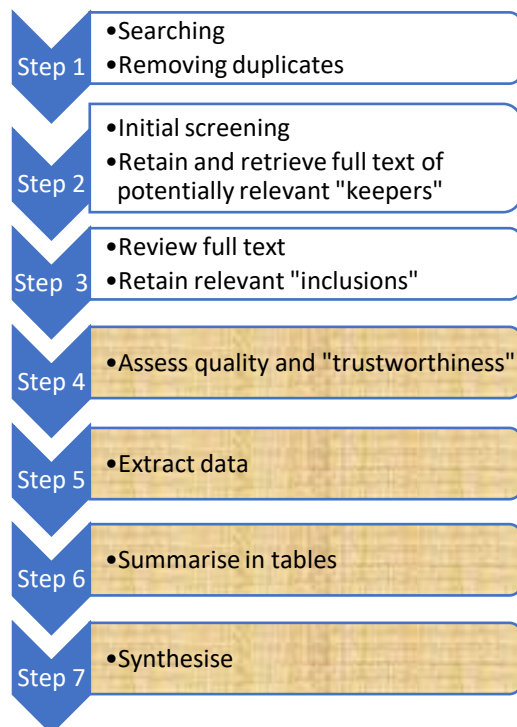 Step 1
•Searching
•Removing duplicates
Step 2
•Initial screening
•Retain and retrieve full text of
potentially relevant "keepers"
Step 3
•Review full text
•Retain relevant "inclusions"
Step 4
•Assess quality and "trustworthiness"
Step 5
•Extract data
Step 6
•Summarise in tables
Step 7
•Synthesise